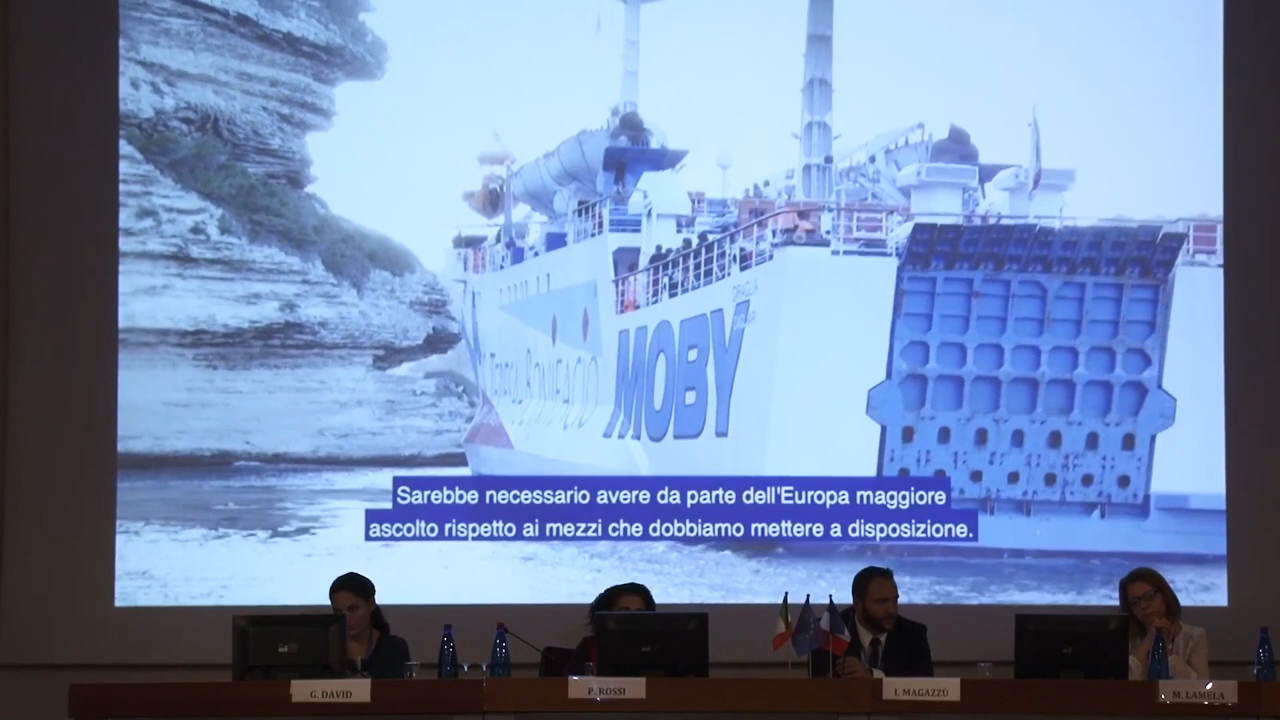 MOBY
BONIFACIO
Sarebbe necessario avere da parte dell'Europa maggiore
ascolto rispetto ai mezzi che dobbiamo mettere a disposizione.
G. DAVID
P. ROSSI
I. MAGAZZÙ
M. LAMELA